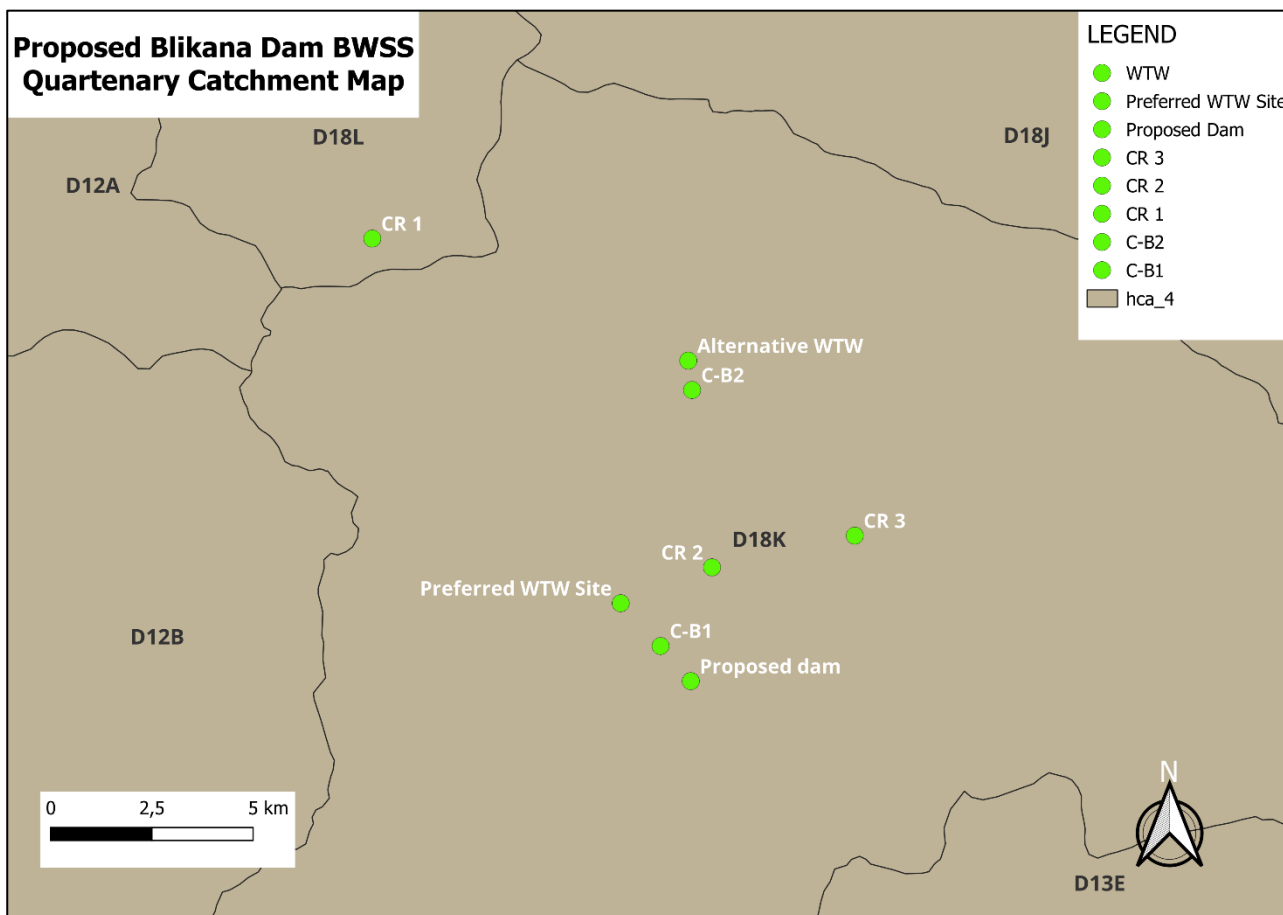 Proposed Blikana Dam BWSS
Quartenary Catchment Map
LEGEND
WTW
Preferred WTW Site
Proposed Dam
CR 3
CR 2
CR 1
C-B2
C-B1
hca_4
D18L
D18J
D12A
CR 1
Alternative WTW
C-B2
CR 3
D18K
CR 2
Preferred WTW Site
C-B1
D12B
Proposed dam
N
0 2,5 5 km
D13E